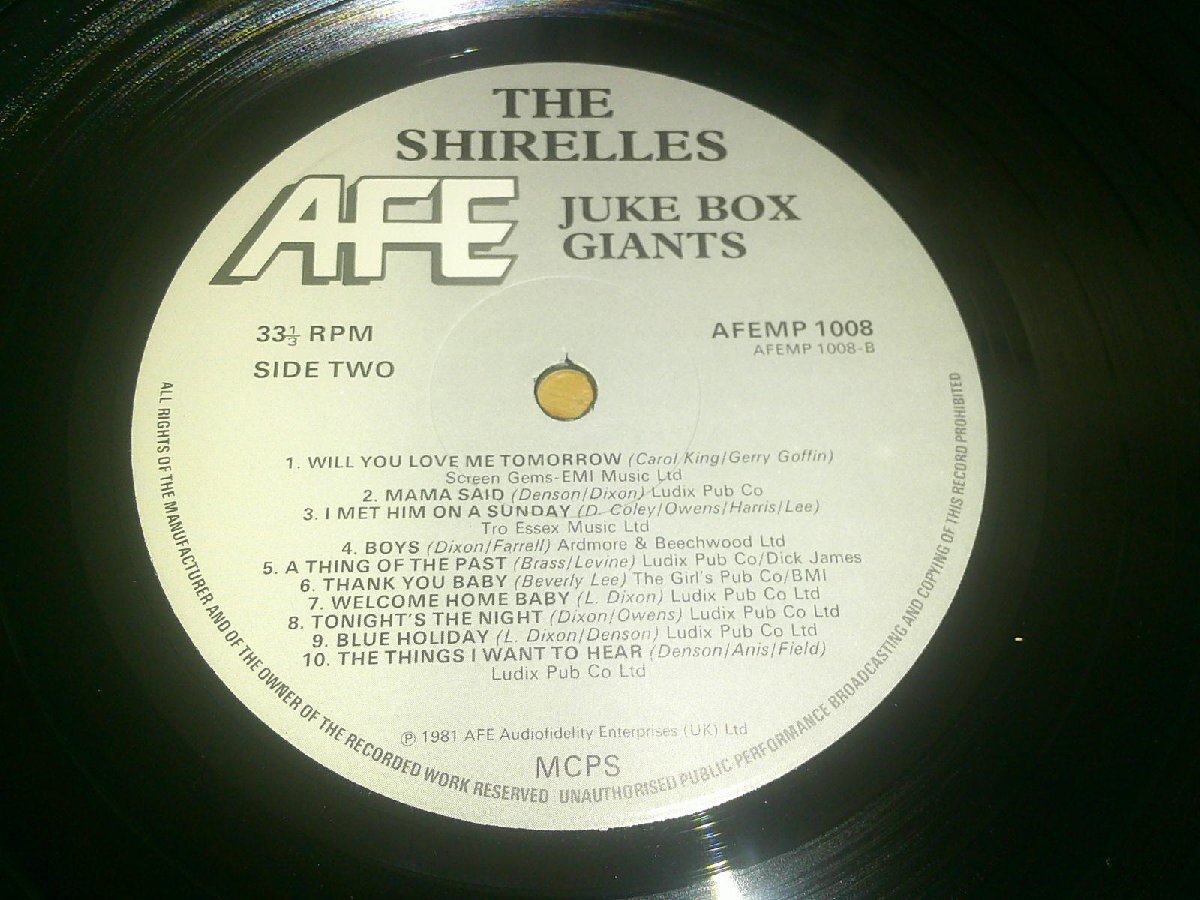 THE
SHIRELLES
AFE
JUKE BOX
GIANTS
33⅓ RPM
SIDE TWO
AFEMP 1008
AFEMP 1008-B
1. WILL YOU LOVE ME TOMORROW (Carol King/Gerry Goffin)
Screen Gems-EMI Music Ltd
2. MAMA SAID (Denson/Dixon) Ludix Pub Co
3. I MET HIM ON A SUNDAY (D. Coley/Owens/Harris/Lee)
Tro Essex Music Ltd
4. BOYS (Dixon/Farrell) Ardmore & Beechwood Ltd
5. A THING OF THE PAST (Brass/Levine) Ludix Pub Co/Dick James
6. THANK YOU BABY (Beverly Lee) The Girl's Pub Co/BMI
7. WELCOME HOME BABY (L. Dixon) Ludix Pub Co Ltd
8. TONIGHT'S THE NIGHT (Dixon/Owens) Ludix Pub Co Ltd
9. BLUE HOLIDAY (L. Dixon/Denson) Ludix Pub Co Ltd
10. THE THINGS I WANT TO HEAR (Denson/Anis/Field)
Ludix Pub Co Ltd
℗ 1981 AFE Audiofidelity Enterprises (UK) Ltd
MCPS
ALL RIGHTS OF THE MANUFACTURER AND OF THE OWNER OF THE RECORDED WORK RESERVED UNAUTHORISED PUBLIC PERFORMANCE BROADCASTING AND COPYING OF THIS RECORD PROHIBITED